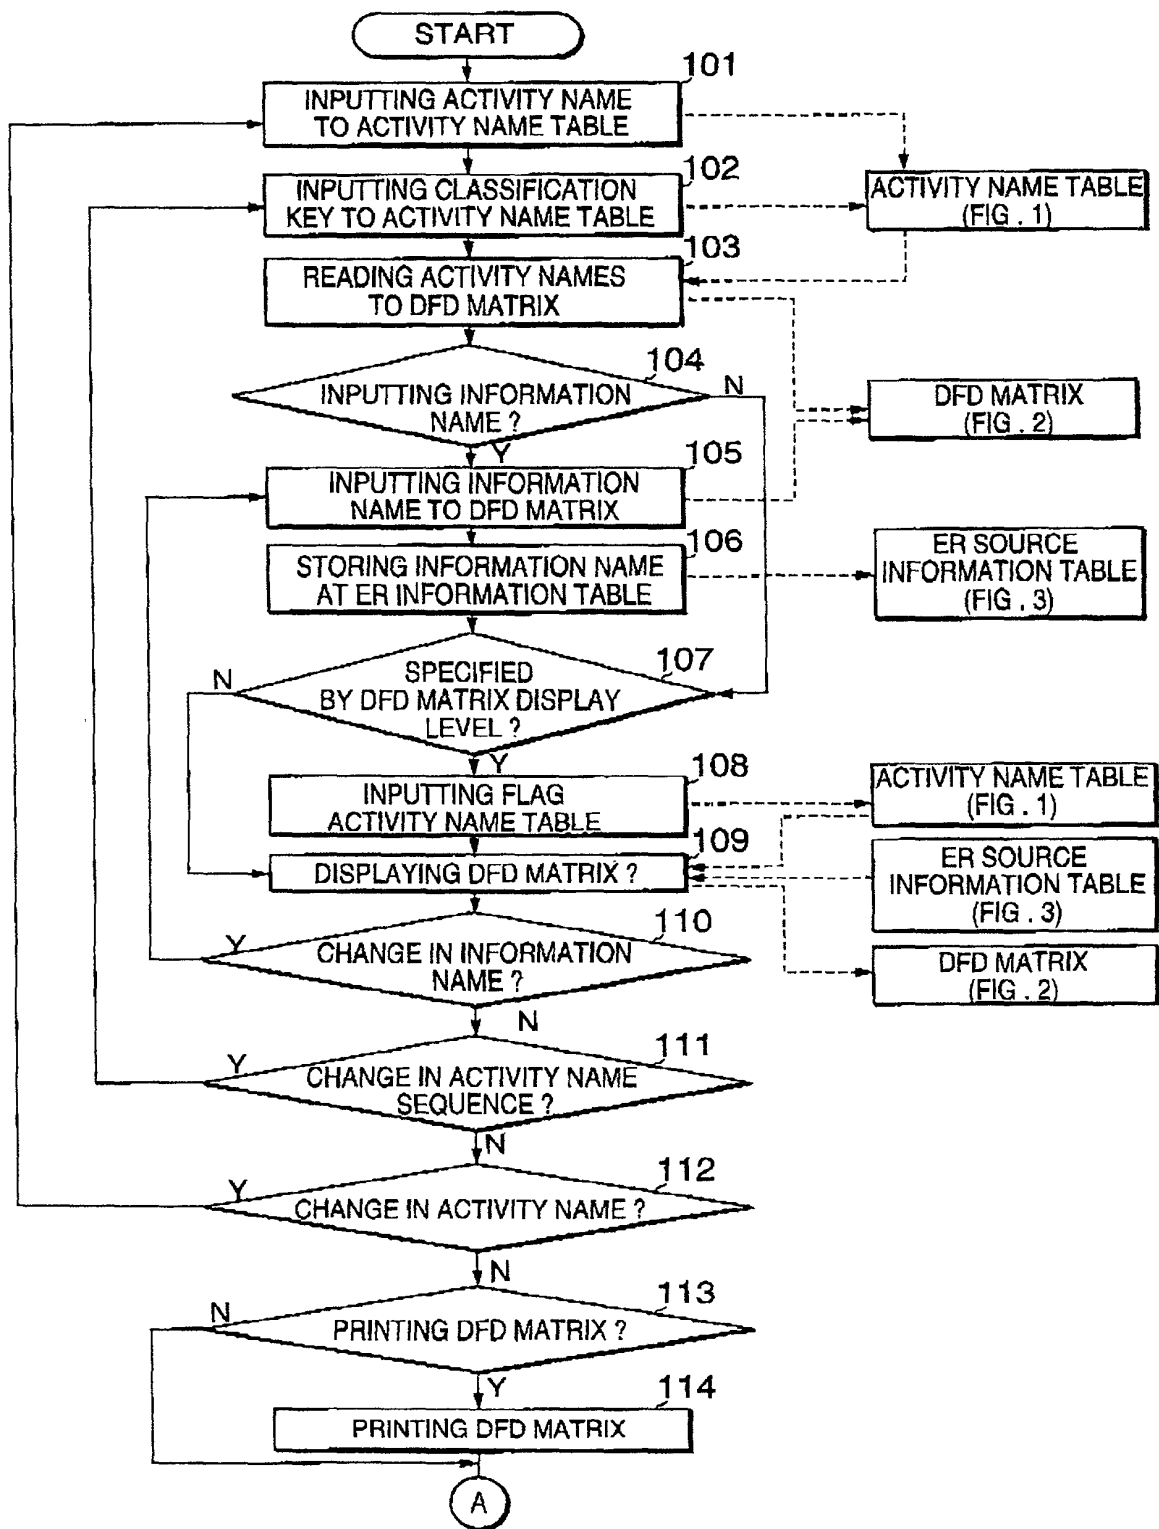 START
101
INPUTTING ACTIVITY NAME
TO ACTIVITY NAME TABLE
102
INPUTTING CLASSIFICATION
KEY TO ACTIVITY NAME TABLE
ACTIVITY NAME TABLE
(FIG . 1)
103
READING ACTIVITY NAMES
TO DFD MATRIX
104
INPUTTING INFORMATION
NAME ?
N
Y
DFD MATRIX
(FIG . 2)
105
INPUTTING INFORMATION
NAME TO DFD MATRIX
106
STORING INFORMATION NAME
AT ER INFORMATION TABLE
ER SOURCE
INFORMATION TABLE
(FIG . 3)
107
SPECIFIED
BY DFD MATRIX DISPLAY
LEVEL ?
N
Y
108
INPUTTING FLAG
ACTIVITY NAME TABLE
ACTIVITY NAME TABLE
(FIG . 1)
109
DISPLAYING DFD MATRIX ?
ER SOURCE
INFORMATION TABLE
(FIG . 3)
110
Y
CHANGE IN INFORMATION
NAME ?
N
DFD MATRIX
(FIG . 2)
111
Y
CHANGE IN ACTIVITY NAME
SEQUENCE ?
N
112
Y
CHANGE IN ACTIVITY NAME ?
N
113
N
PRINTING DFD MATRIX ?
Y
114
PRINTING DFD MATRIX
A